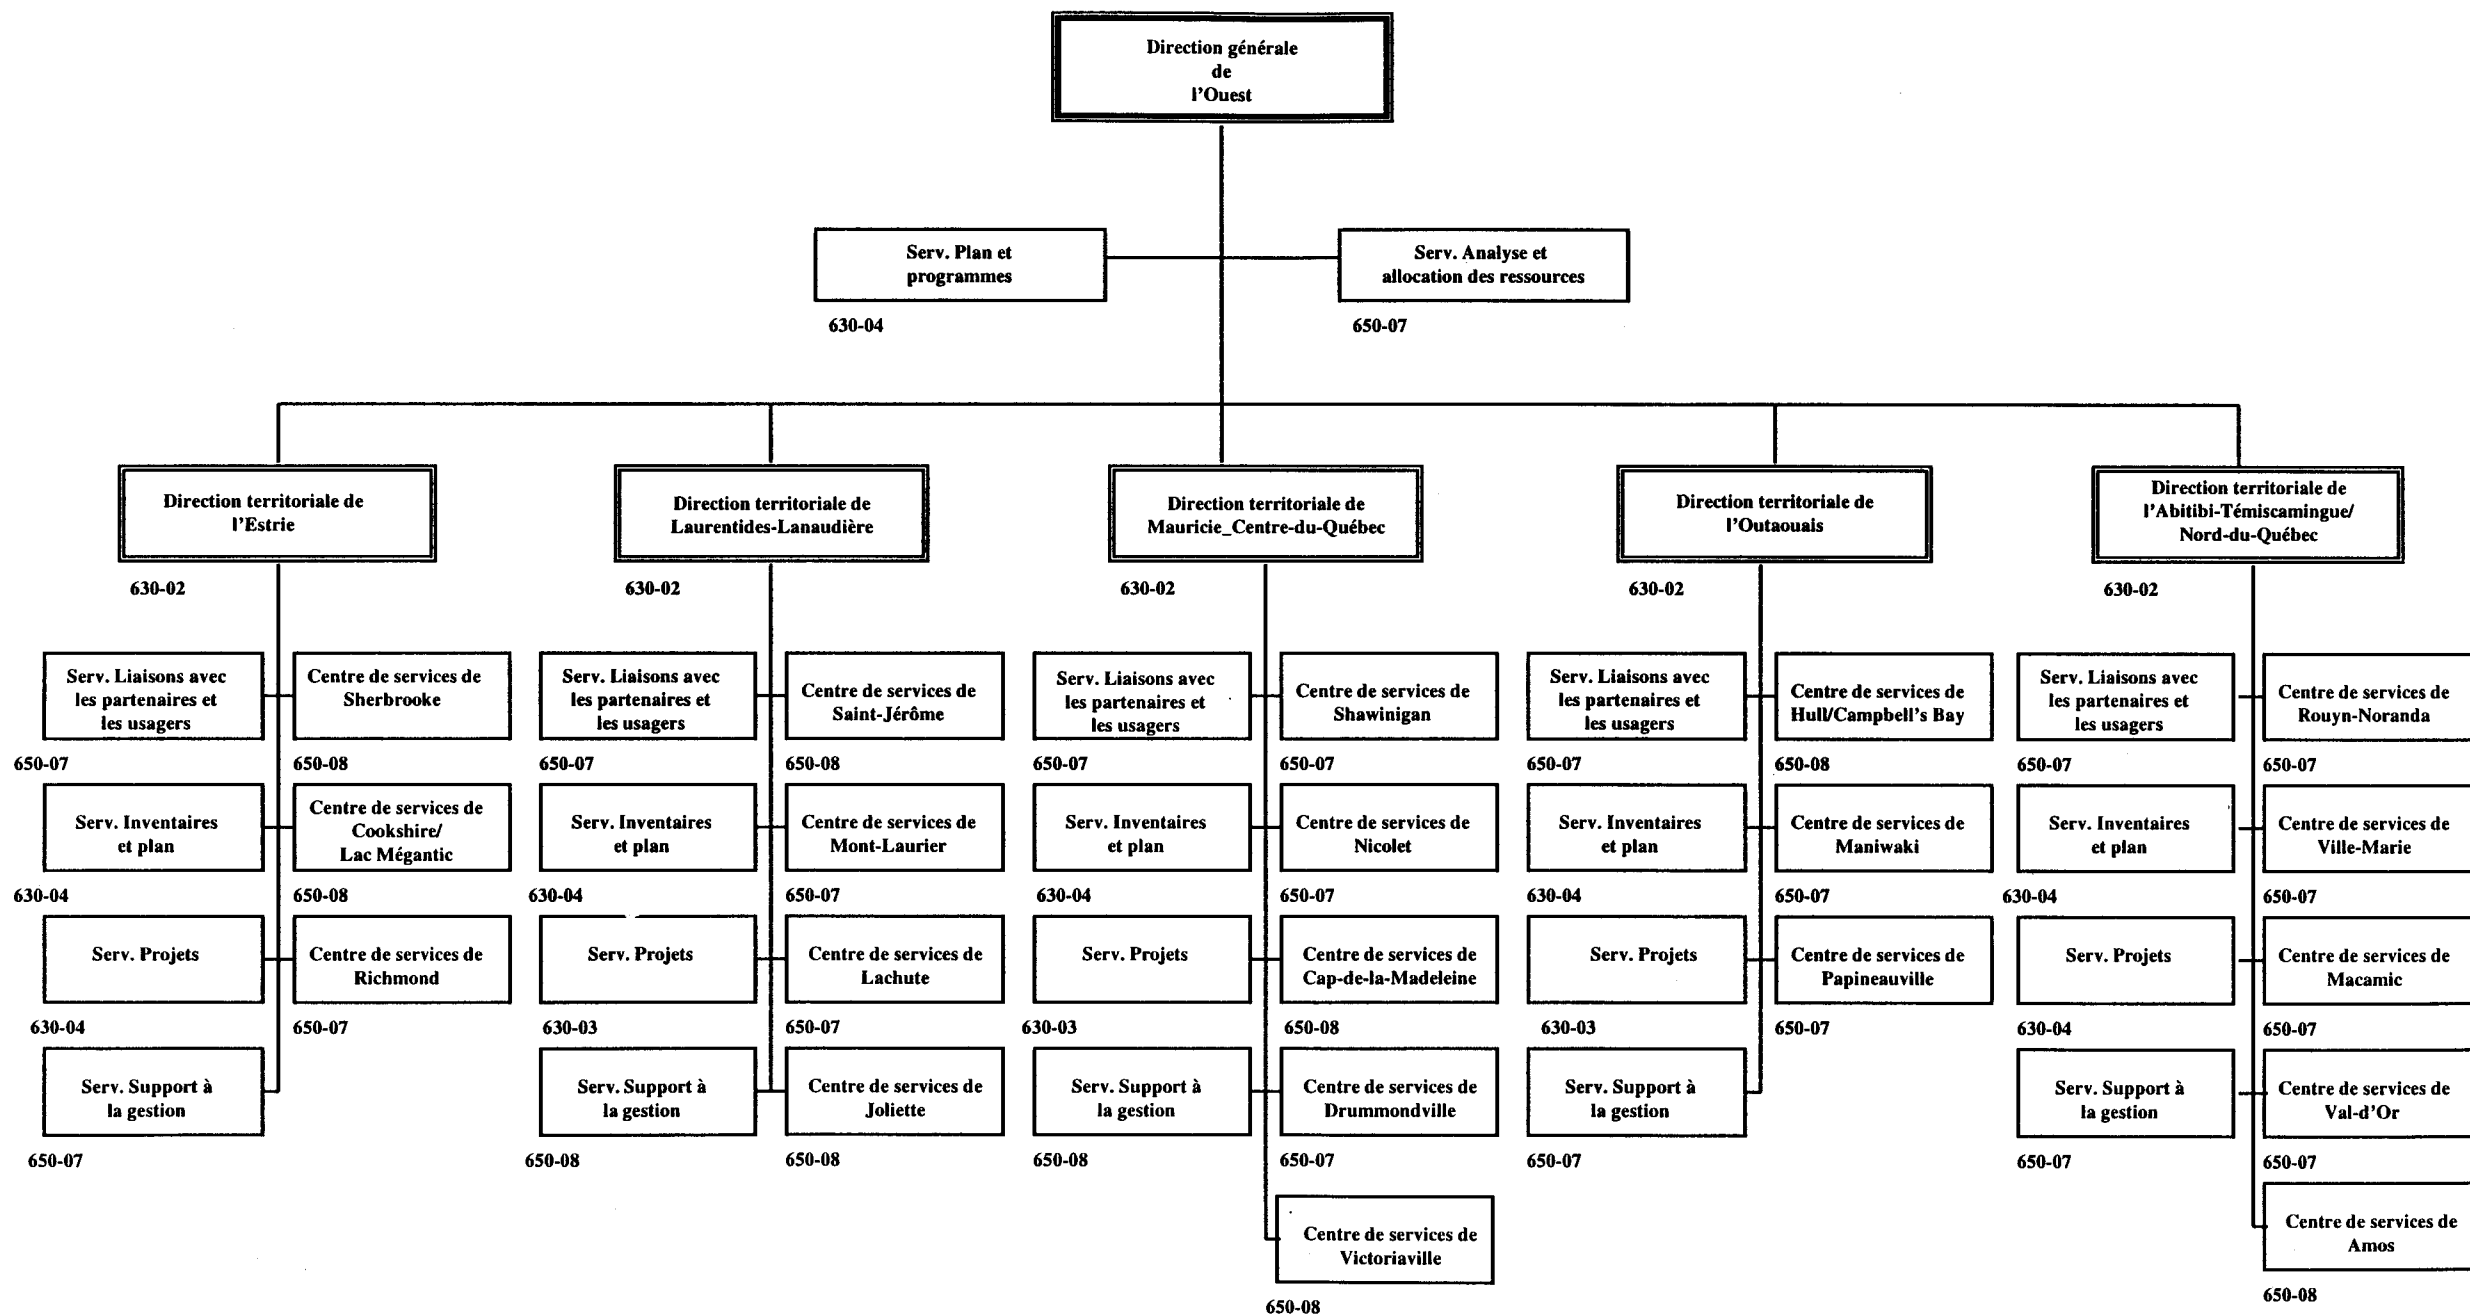 Direction générale
de
l'Ouest
Serv. Plan et
programmes
630-04
Serv. Analyse et
allocation des ressources
650-07
Direction territoriale de
l'Estrie
630-02
Serv. Liaisons avec
les partenaires et
les usagers
650-07
Centre de services de
Sherbrooke
650-08
Serv. Inventaires
et plan
630-04
Centre de services de
Cookshire/
Lac Mégantic
650-08
Serv. Projets
630-04
Centre de services de
Richmond
650-07
Serv. Support à
la gestion
650-07
Direction territoriale de
Laurentides-Lanaudière
630-02
Serv. Liaisons avec
les partenaires et
les usagers
650-07
Centre de services de
Saint-Jérôme
650-08
Serv. Inventaires
et plan
630-04
Centre de services de
Mont-Laurier
650-07
Serv. Projets
630-03
Centre de services de
Lachute
650-07
Serv. Support à
la gestion
650-08
Centre de services de
Joliette
650-08
Direction territoriale de
Mauricie_Centre-du-Québec
630-02
Serv. Liaisons avec
les partenaires et
les usagers
650-07
Centre de services de
Shawinigan
650-07
Serv. Inventaires
et plan
630-04
Centre de services de
Nicolet
650-07
Serv. Projets
630-03
Centre de services de
Cap-de-la-Madeleine
650-08
Serv. Support à
la gestion
650-08
Centre de services de
Drummondville
650-07
Centre de services de
Victoriaville
650-08
Direction territoriale de
l'Outaouais
630-02
Serv. Liaisons avec
les partenaires et
les usagers
650-07
Centre de services de
Hull/Campbell's Bay
650-08
Serv. Inventaires
et plan
630-04
Centre de services de
Maniwaki
650-07
Serv. Projets
630-03
Centre de services de
Papineauville
650-07
Serv. Support à
la gestion
650-07
Direction territoriale de
l'Abitibi-Témiscamingue/
Nord-du-Québec
630-02
Serv. Liaisons avec
les partenaires et
les usagers
650-07
Centre de services de
Rouyn-Noranda
650-07
Serv. Inventaires
et plan
630-04
Centre de services de
Ville-Marie
650-07
Serv. Projets
630-04
Centre de services de
Macamic
650-07
Serv. Support à
la gestion
650-07
Centre de services de
Val-d'Or
650-07
Centre de services de
Amos
650-08